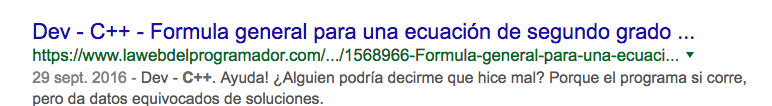 Dev - C++ - Formula general para una ecuación de segundo grado ...
https://www.lawebdelprogramador.com/.../1568966-Formula-general-para-una-ecuaci...
29 sept. 2016 - Dev - C++. Ayuda! ¿Alguien podría decirme que hice mal? Porque el programa si corre,
pero da datos equivocados de soluciones.